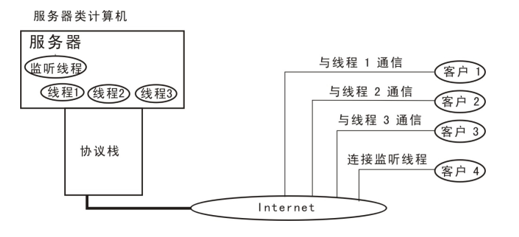 服务器类计算机
服务器
监听线程
线程1 线程2 线程3
协议栈
与线程 1 通信
客户 1
与线程 2 通信
客户 2
与线程 3 通信
客户 3
连接监听线程
客户 4
Internet